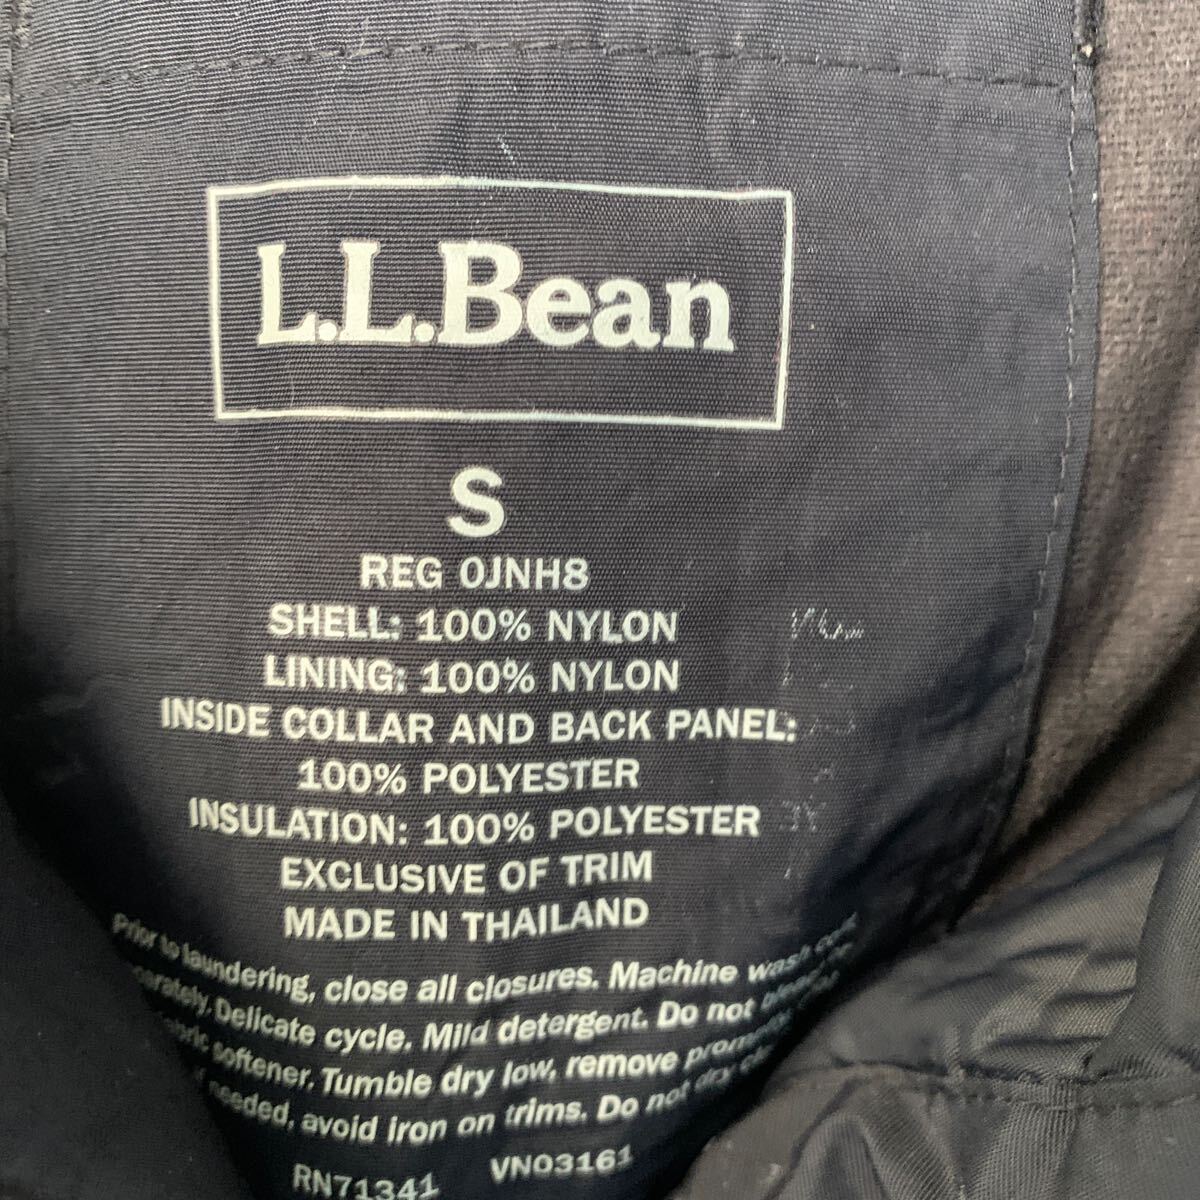 L.L.Bean
S
REG 0JNH8
SHELL: 100% NYLON
LINING: 100% NYLON
INSIDE COLLAR AND BACK PANEL:
100% POLYESTER
INSULATION: 100% POLYESTER
EXCLUSIVE OF TRIM
MADE IN THAILAND
Prior to laundering, close all closures. Machine wash
Delicate cycle. Mild detergent. Do not
softener. Tumble dry low, remove
needed, avoid iron on trims. Do not dry
RN71341 VN03161